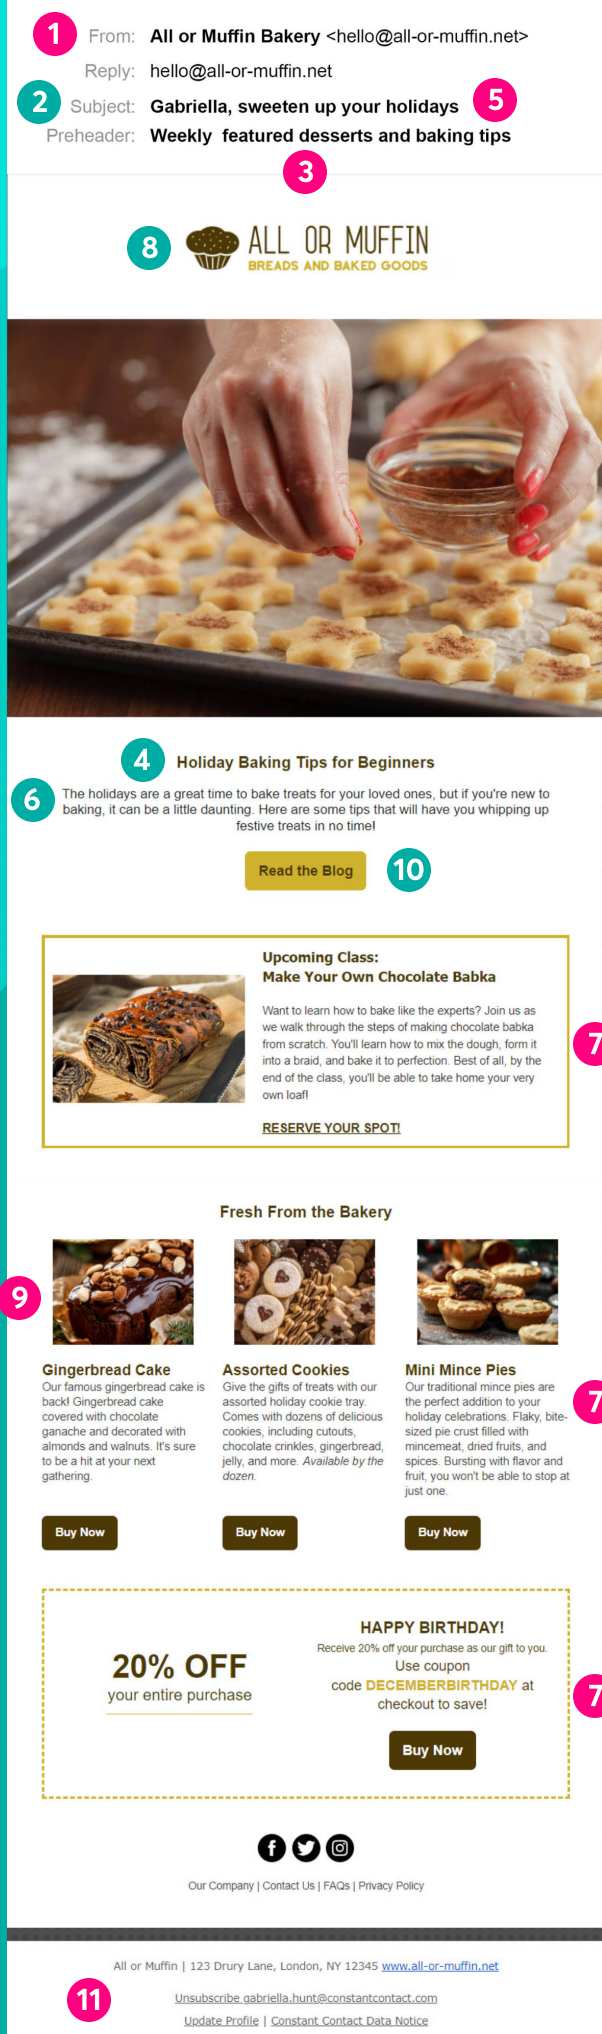 1 From: All or Muffin Bakery <hello@all-or-muffin.net>
Reply: hello@all-or-muffin.net
2 Subject: Gabriella, sweeten up your holidays 5
Preheader: Weekly featured desserts and baking tips
3
8 ALL OR MUFFIN
BREADS AND BAKED GOODS
4 Holiday Baking Tips for Beginners
6 The holidays are a great time to bake treats for your loved ones, but if you're new to
baking, it can be a little daunting. Here are some tips that will have you whipping up
festive treats in no time!
Read the Blog 10
Upcoming Class:
Make Your Own Chocolate Babka
Want to learn how to bake like the experts? Join us as
we walk through the steps of making chocolate babka
from scratch. You'll learn how to mix the dough, form it
into a braid, and bake it to perfection. Best of all, by the
end of the class, you'll be able to take home your very
own loaf!
RESERVE YOUR SPOT!
7
Fresh From the Bakery
9
Gingerbread Cake
Our famous gingerbread cake is
back! Gingerbread cake
covered with chocolate
ganache and decorated with
almonds and walnuts. It's sure
to be a hit at your next
gathering.
Buy Now
Assorted Cookies
Give the gifts of treats with our
assorted holiday cookie tray.
Comes with dozens of delicious
cookies, including cutouts,
chocolate crinkles, gingerbread,
jelly, and more. Available by the
dozen.
Buy Now
Mini Mince Pies
Our traditional mince pies are
the perfect addition to your
holiday celebrations. Flaky, bite-
sized pie crust filled with
mincemeat, dried fruits, and
spices. Bursting with flavor and
fruit, you won't be able to stop at
just one.
Buy Now
7
20% OFF
your entire purchase
HAPPY BIRTHDAY!
Receive 20% off your purchase as our gift to you.
Use coupon
code DECEMBERBIRTHDAY at
checkout to save!
Buy Now
7
Our Company | Contact Us | FAQs | Privacy Policy
All or Muffin | 123 Drury Lane, London, NY 12345 www.all-or-muffin.net
11 Unsubscribe gabriella.hunt@constantcontact.com
Update Profile | Constant Contact Data Notice